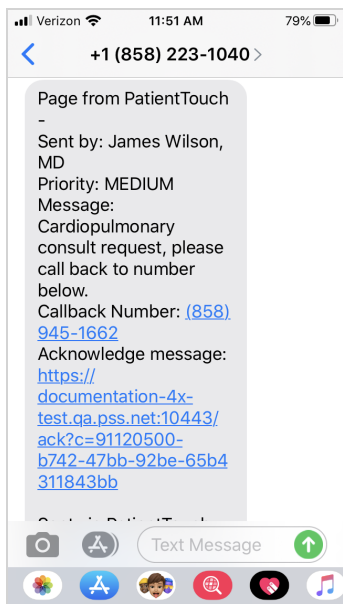 Verizon 11:51 AM 79%
+1 (858) 223-1040
Page from PatientTouch
-
Sent by: James Wilson,
MD
Priority: MEDIUM
Message:
Cardiopulmonary
consult request, please
call back to number
below.
Callback Number: (858)
945-1662
Acknowledge message:
https://
documentation-4x-
test.qa.pss.net:10443/
ack?c=91120500-
b742-47bb-92be-65b4
311843bb
Text Message